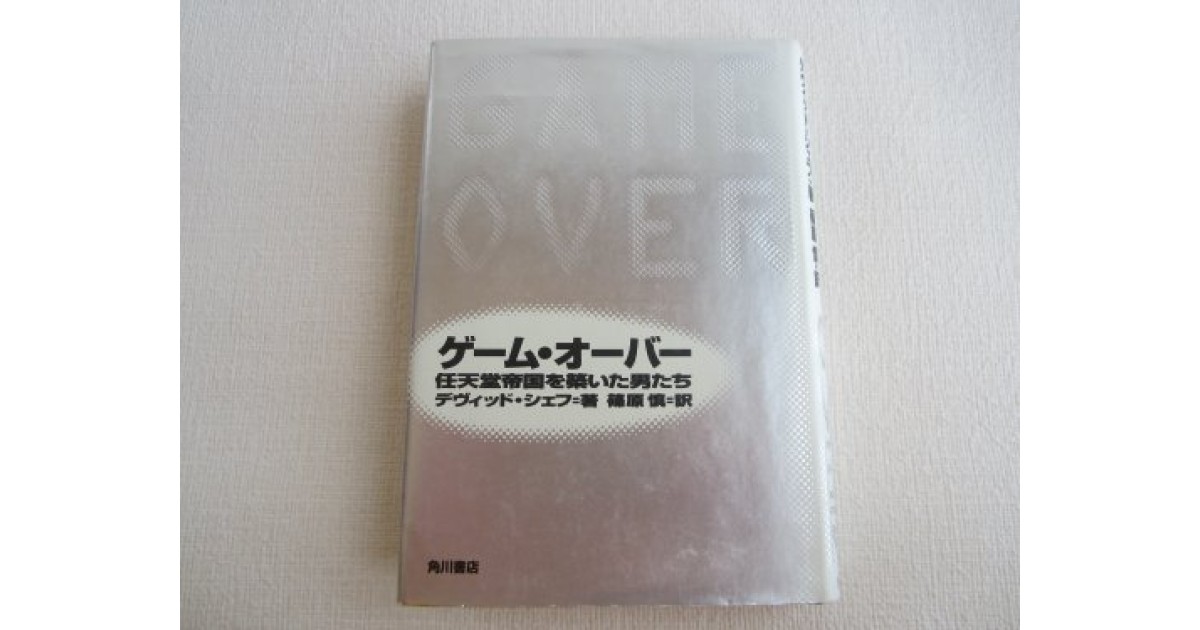 GAME
OVER
ゲーム・オーバー
任天堂帝国を築いた男たち
デヴィッド・シェフ=著 篠原 慎=訳
角川書店